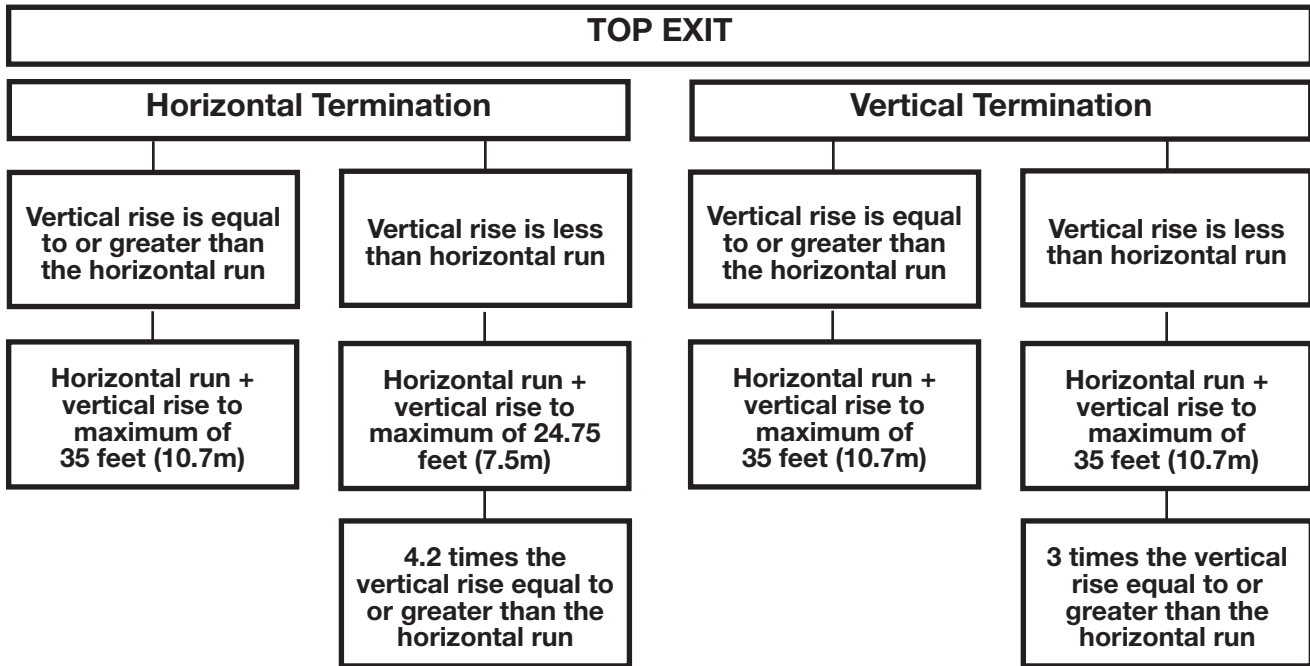 TOP EXIT
Horizontal Termination
Vertical Termination
Vertical rise is equal
to or greater than
the horizontal run
Vertical rise is less
than horizontal run
Vertical rise is equal
to or greater than
the horizontal run
Vertical rise is less
than horizontal run
Horizontal run +
vertical rise to
maximum of
35 feet (10.7m)
Horizontal run +
vertical rise to
maximum of 24.75
feet (7.5m)
Horizontal run +
vertical rise to
maximum of
35 feet (10.7m)
Horizontal run +
vertical rise to
maximum of
35 feet (10.7m)
4.2 times the
vertical rise equal to
or greater than the
horizontal run
3 times the vertical
rise equal to or
greater than the
horizontal run